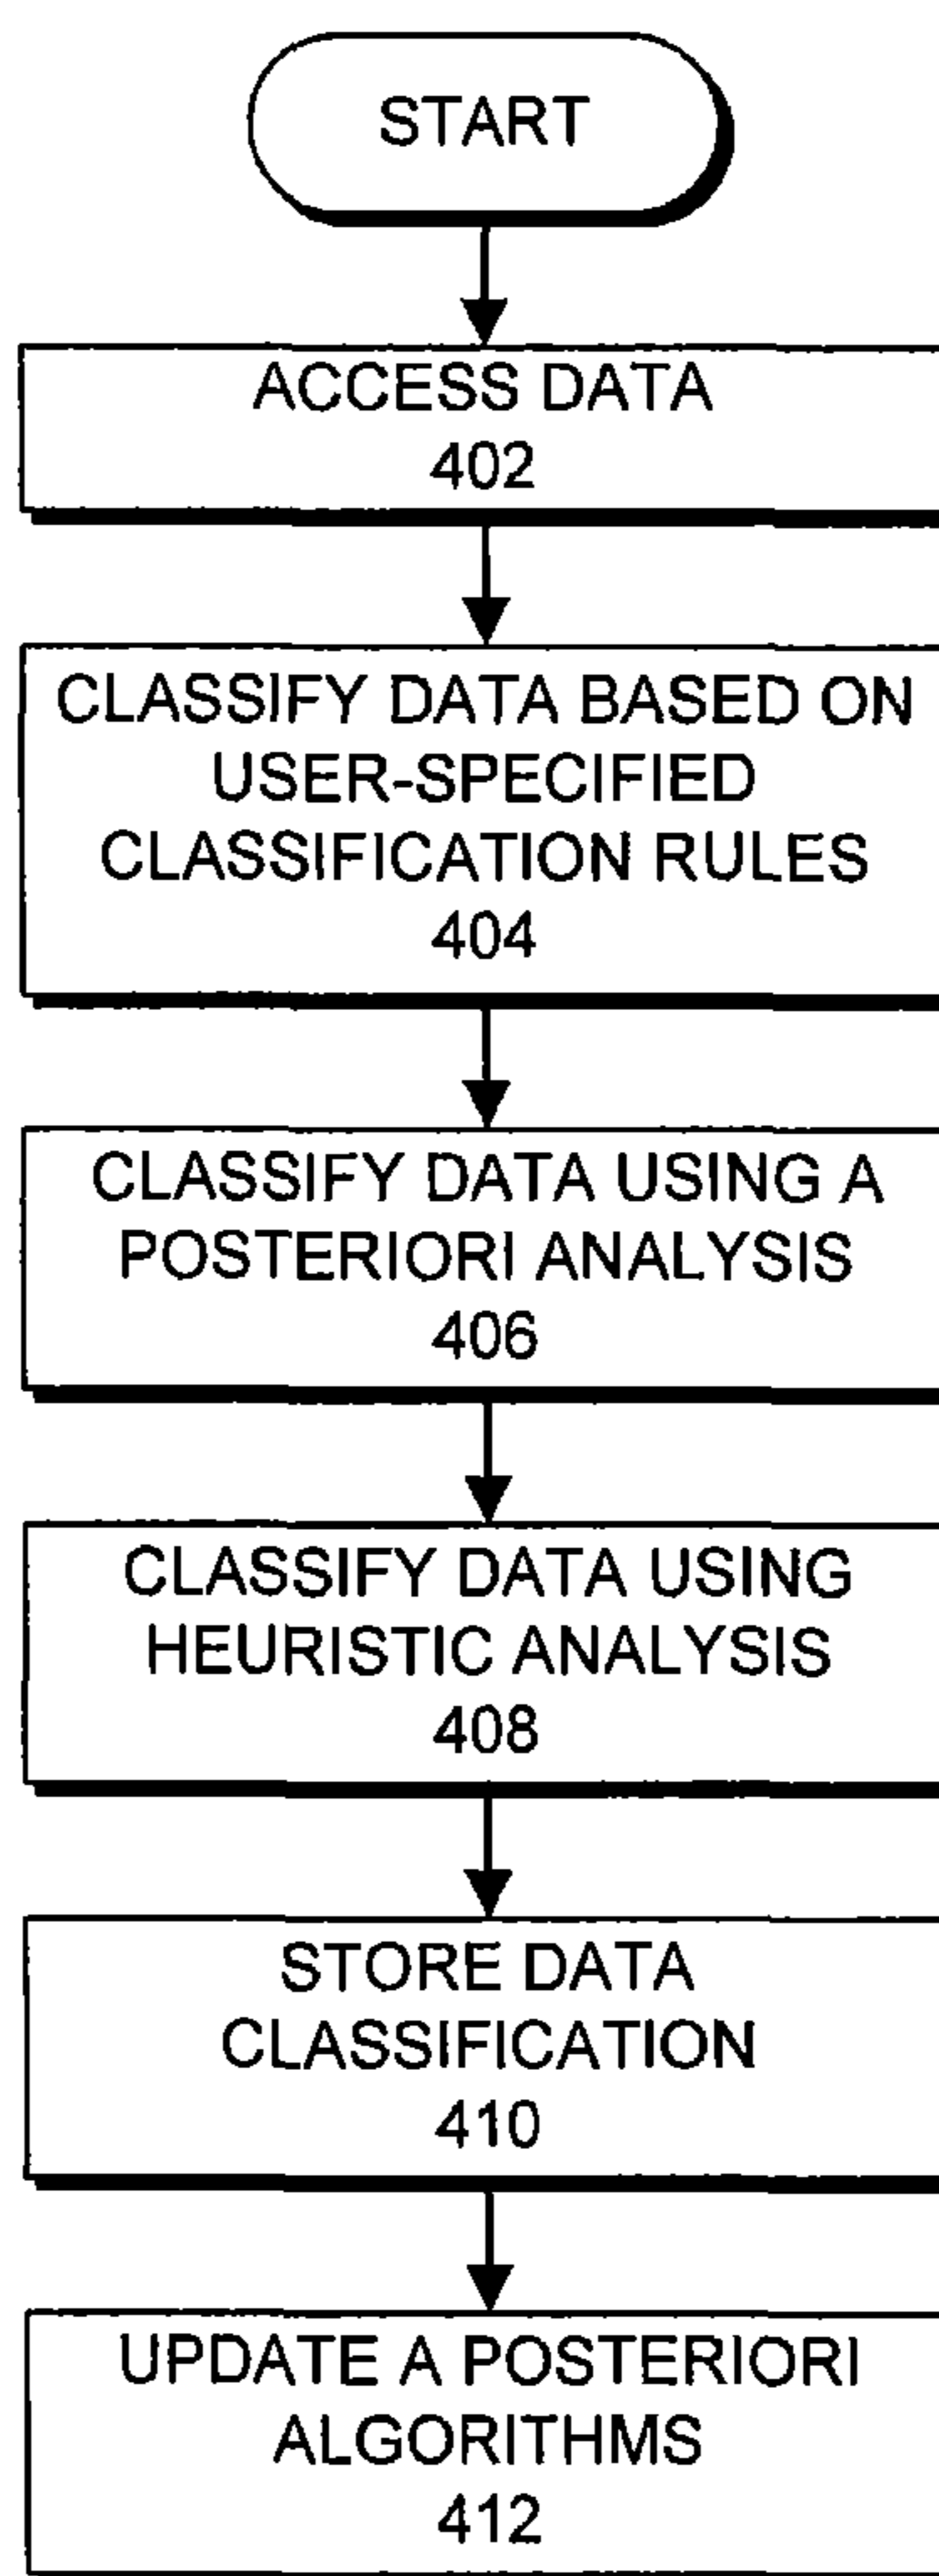 START
ACCESS DATA
402
CLASSIFY DATA BASED ON
USER-SPECIFIED
CLASSIFICATION RULES
404
CLASSIFY DATA USING A
POSTERIORI ANALYSIS
406
CLASSIFY DATA USING
HEURISTIC ANALYSIS
408
STORE DATA
CLASSIFICATION
410
UPDATE A POSTERIORI
ALGORITHMS
412